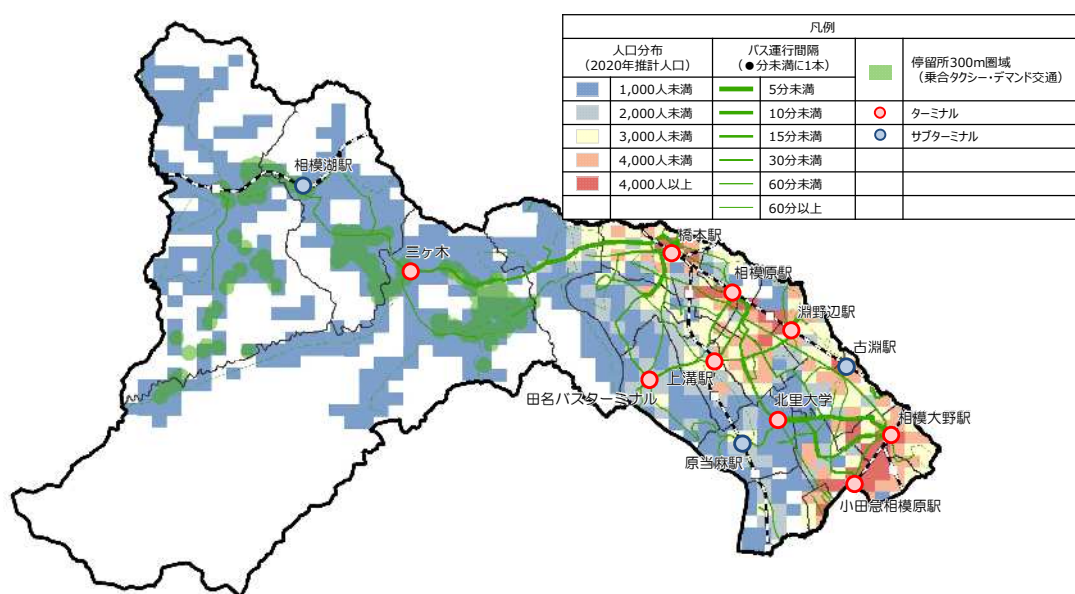 凡例
人口分布
(2020年推計人口)
バス運行間隔
(●分未満に1本)
停留所300m圏域
(乗合タクシー・デマンド交通)
1,000人未満
5分未満
2,000人未満
10分未満
ターミナル
3,000人未満
15分未満
サブターミナル
4,000人未満
30分未満
4,000人以上
60分未満
60分以上
相模湖駅
三ヶ木
橋本駅
相模原駅
淵野辺駅
古淵駅
上溝駅
田名バスターミナル
北里大学
相模大野駅
原当麻駅
小田急相模原駅